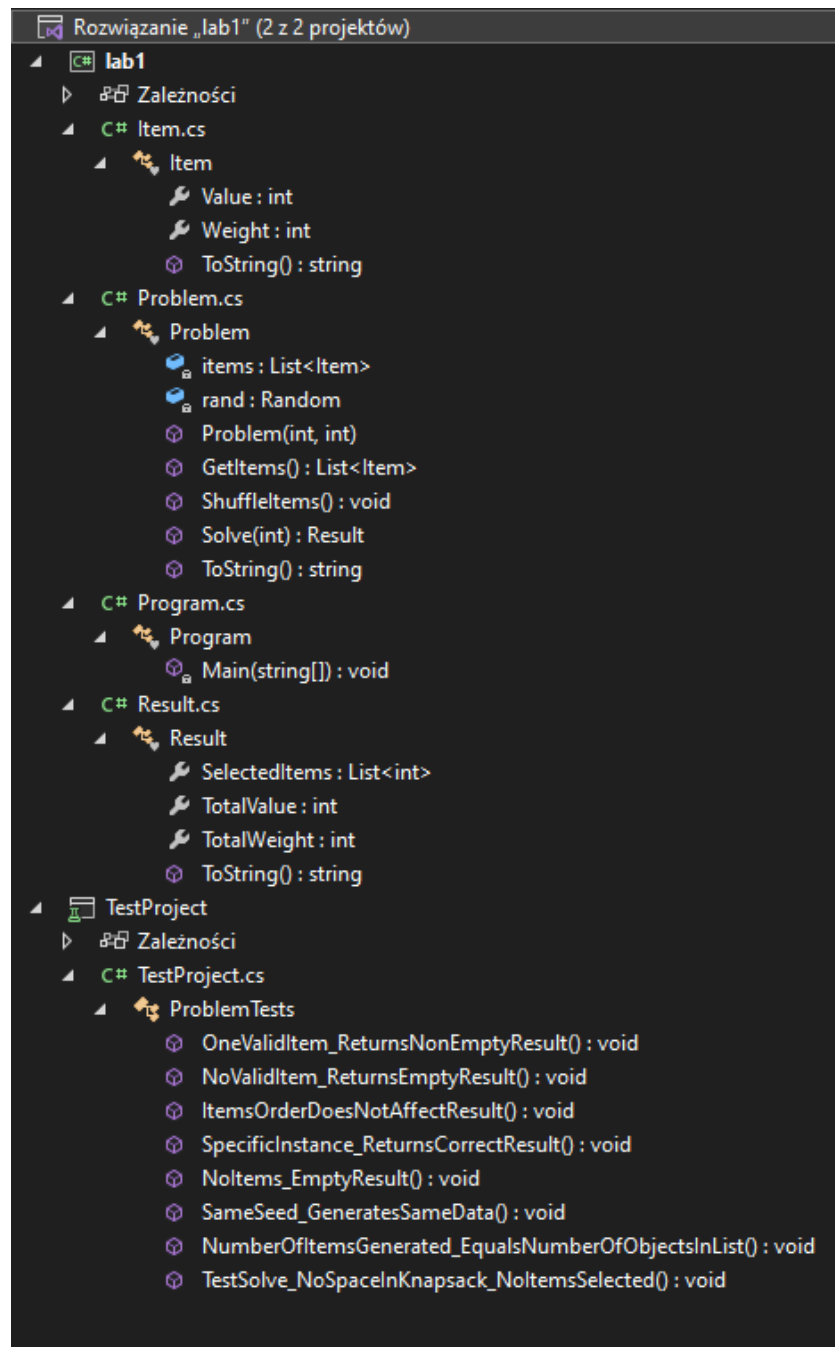 Rozwiązanie „lab1” (2 z 2 projektów)
C# lab1
Zależności
C# Item.cs
Item
Value : int
Weight : int
ToString() : string
C# Problem.cs
Problem
items : List<Item>
rand : Random
Problem(int, int)
GetItems() : List<Item>
ShuffleItems() : void
Solve(int) : Result
ToString() : string
C# Program.cs
Program
Main(string[]) : void
C# Result.cs
Result
SelectedItems : List<int>
TotalValue : int
TotalWeight : int
ToString() : string
TestProject
Zależności
C# TestProject.cs
ProblemTests
OneValidItem_ReturnsNonEmptyResult() : void
NoValidItem_ReturnsEmptyResult() : void
ItemsOrderDoesNotAffectResult() : void
SpecificInstance_ReturnsCorrectResult() : void
NoItems_EmptyResult() : void
SameSeed_GeneratesSameData() : void
NumberOfItemsGenerated_EqualsNumberOfObjectsInList() : void
TestSolve_NoSpaceInKnapsack_NoItemsSelected() : void